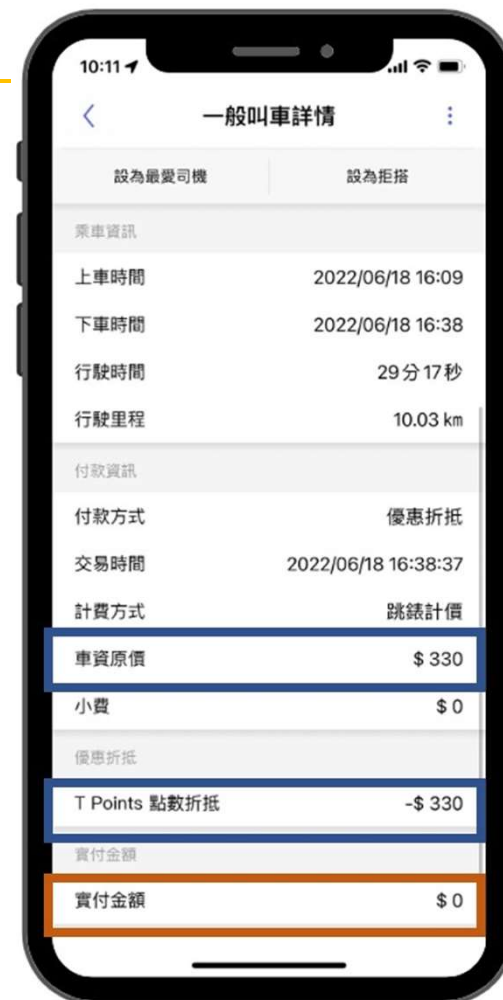 10:11
一般叫車詳情
設為最愛司機 設為拒搭
乘車資訊
上車時間 2022/06/18 16:09
下車時間 2022/06/18 16:38
行駛時間 29分17秒
行駛里程 10.03 km
付款資訊
付款方式 優惠折抵
交易時間 2022/06/18 16:38:37
計費方式 跳錶計價
車資原價 $ 330
小費 $ 0
優惠折抵
T Points 點數折抵 -$ 330
實付金額
實付金額 $ 0